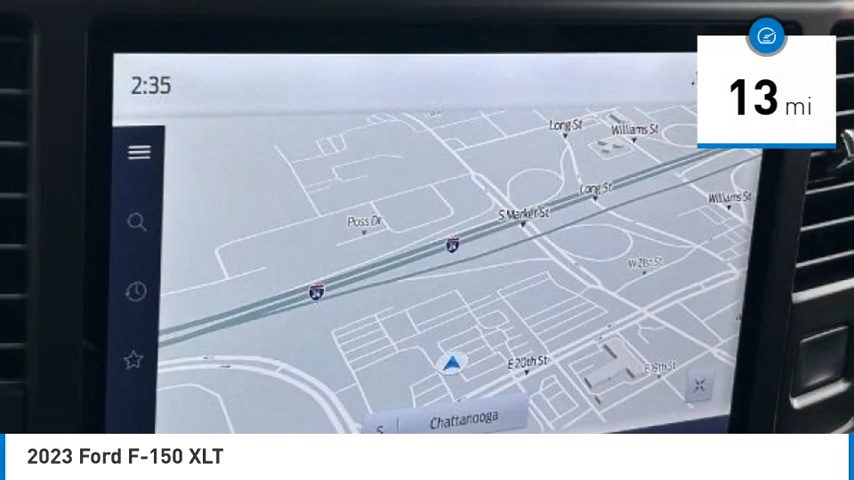 2:35
13 mi
Long St
Williams St
Long St
Williams St
S Market St
Poss Dr
W 21st St
E 20th St
E 19th St
S
Chattanooga
2023 Ford F-150 XLT